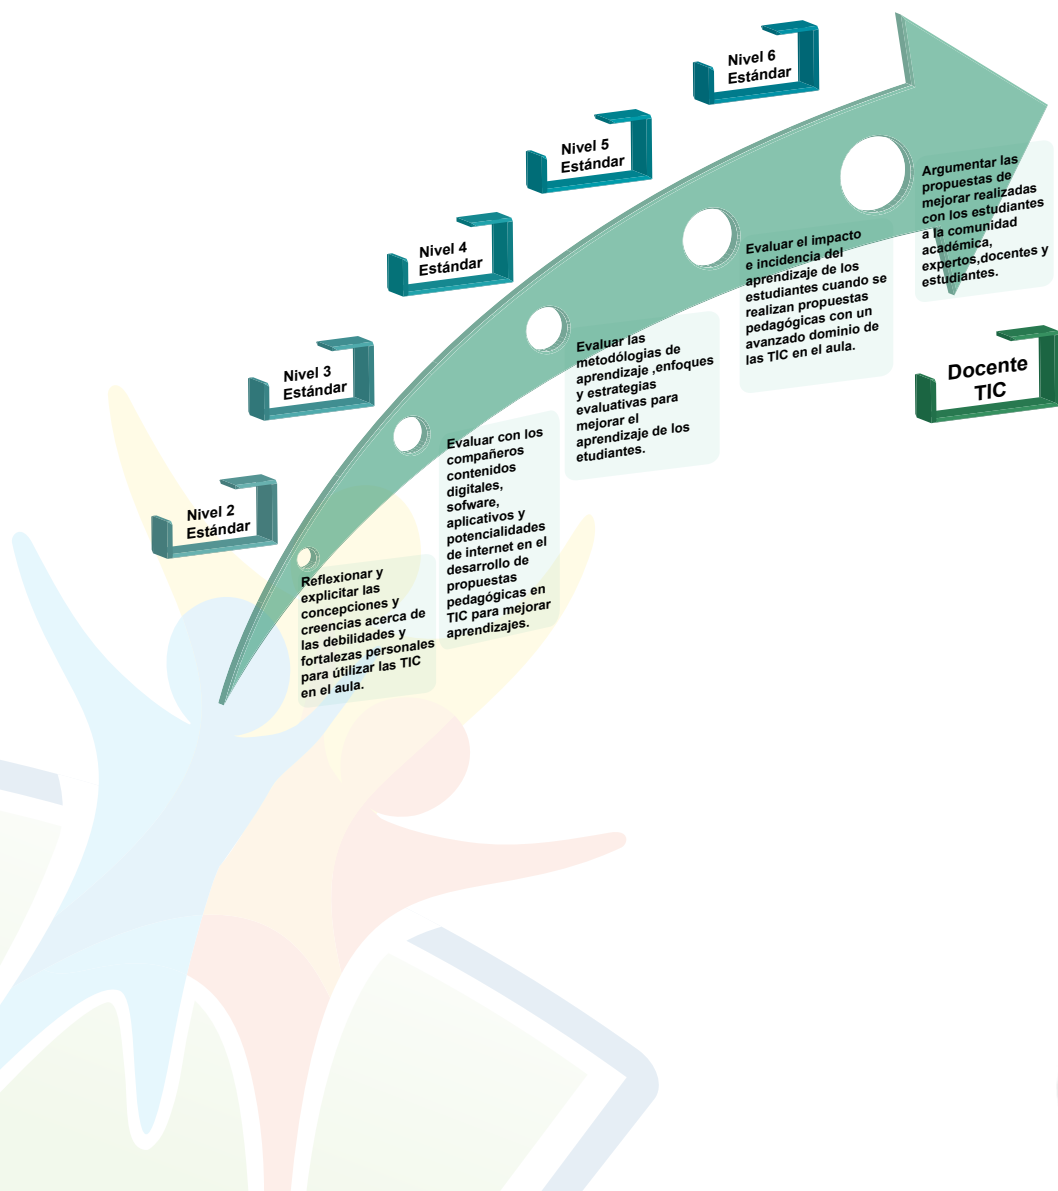 Nivel 6
Estándar
Nivel 5
Estándar
Nivel 4
Estándar
Nivel 3
Estándar
Nivel 2
Estándar
Reflexionar y
explicitar las
concepciones y
creencias acerca de
las debilidades y
fortalezas personales
para útilizar las TIC
en el aula.
Evaluar con los
compañeros
contenidos
digitales,
sofware,
aplicativos y
potencialidades
de internet en el
desarrollo de
propuestas
pedagógicas en
TIC para mejorar
aprendizajes.
Evaluar las
metodólogias de
aprendizaje ,enfoques
y estrategias
evaluativas para
mejorar el
aprendizaje de los
etudiantes.
Evaluar el impacto
e incidencia del
aprendizaje de los
estudiantes cuando se
realizan propuestas
pedagógicas con un
avanzado dominio de
las TIC en el aula.
Argumentar las
propuestas de
mejorar realizadas
con los estudiantes
a la comunidad
académica,
expertos,docentes y
estudiantes.
Docente
TIC